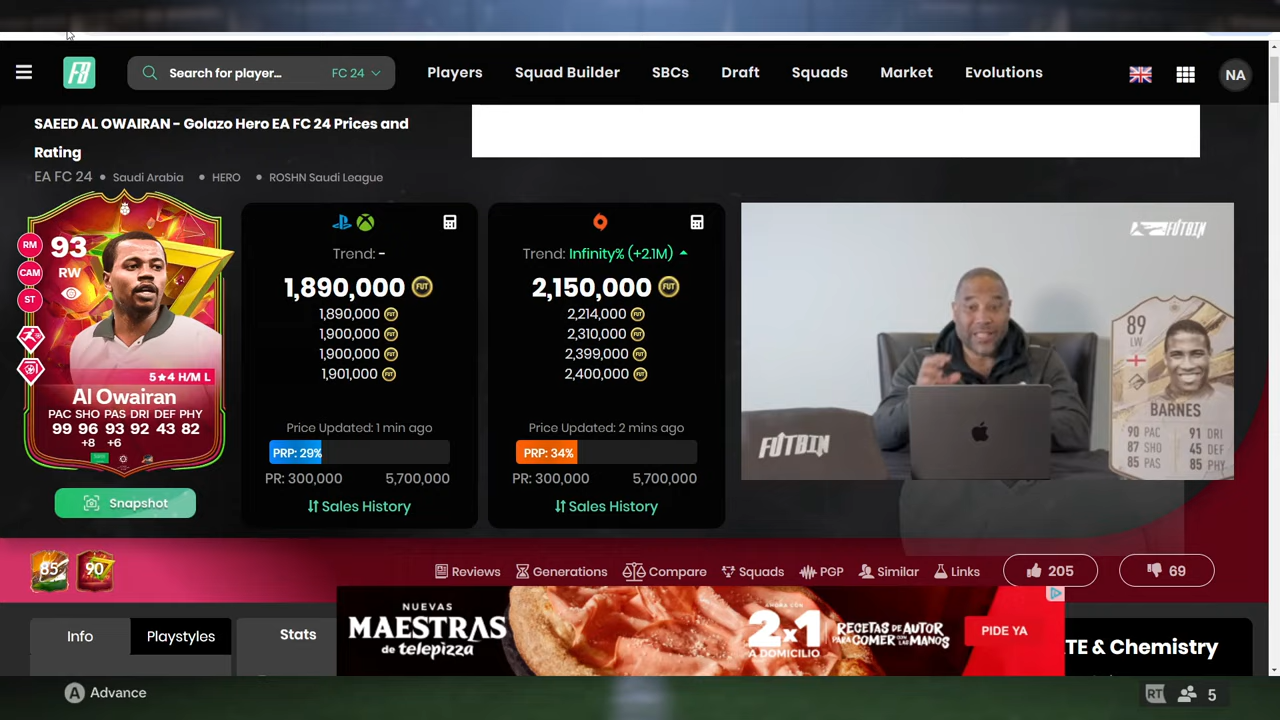 F8
Search for player...
FC 24
Players
Squad Builder
SBCs
Draft
Squads
Market
Evolutions
NA
SAEED AL OWAIRAN - Golazo Hero EA FC 24 Prices and
Rating
EA FC 24 • Saudi Arabia • HERO • ROSHN Saudi League
RM
93
RW
CAM
ST
5★4 H/M L
Al Owairan
PAC SHO PAS DRI DEF PHY
99 96 93 92 43 82
+8 +6
Snapshot
Trend: -
1,890,000 FUT
1,890,000
1,900,000
1,900,000
1,901,000
Price Updated: 1 min ago
PRP: 29%
PR: 300,000 5,700,000
Sales History
Trend: Infinity% (+2.1M)
2,150,000 FUT
2,214,000
2,310,000
2,399,000
2,400,000
Price Updated: 2 mins ago
PRP: 34%
PR: 300,000 5,700,000
Sales History
FUTBIN
FUTBIN
89
LW
BARNES
90 PAC 91 DRI
87 SHO 45 DEF
85 PAS 85 PHY
85
90
Reviews
Generations
Compare
Squads
PGP
Similar
Links
205
69
Info
Playstyles
Stats
NUEVAS
MAESTRAS
de telepizza
AHORA CON
2x1
A DOMICILIO
RECETAS DE AUTOR
PARA COMER CON LAS MANOS
PIDE YA
TE & Chemistry
A Advance
RT 5